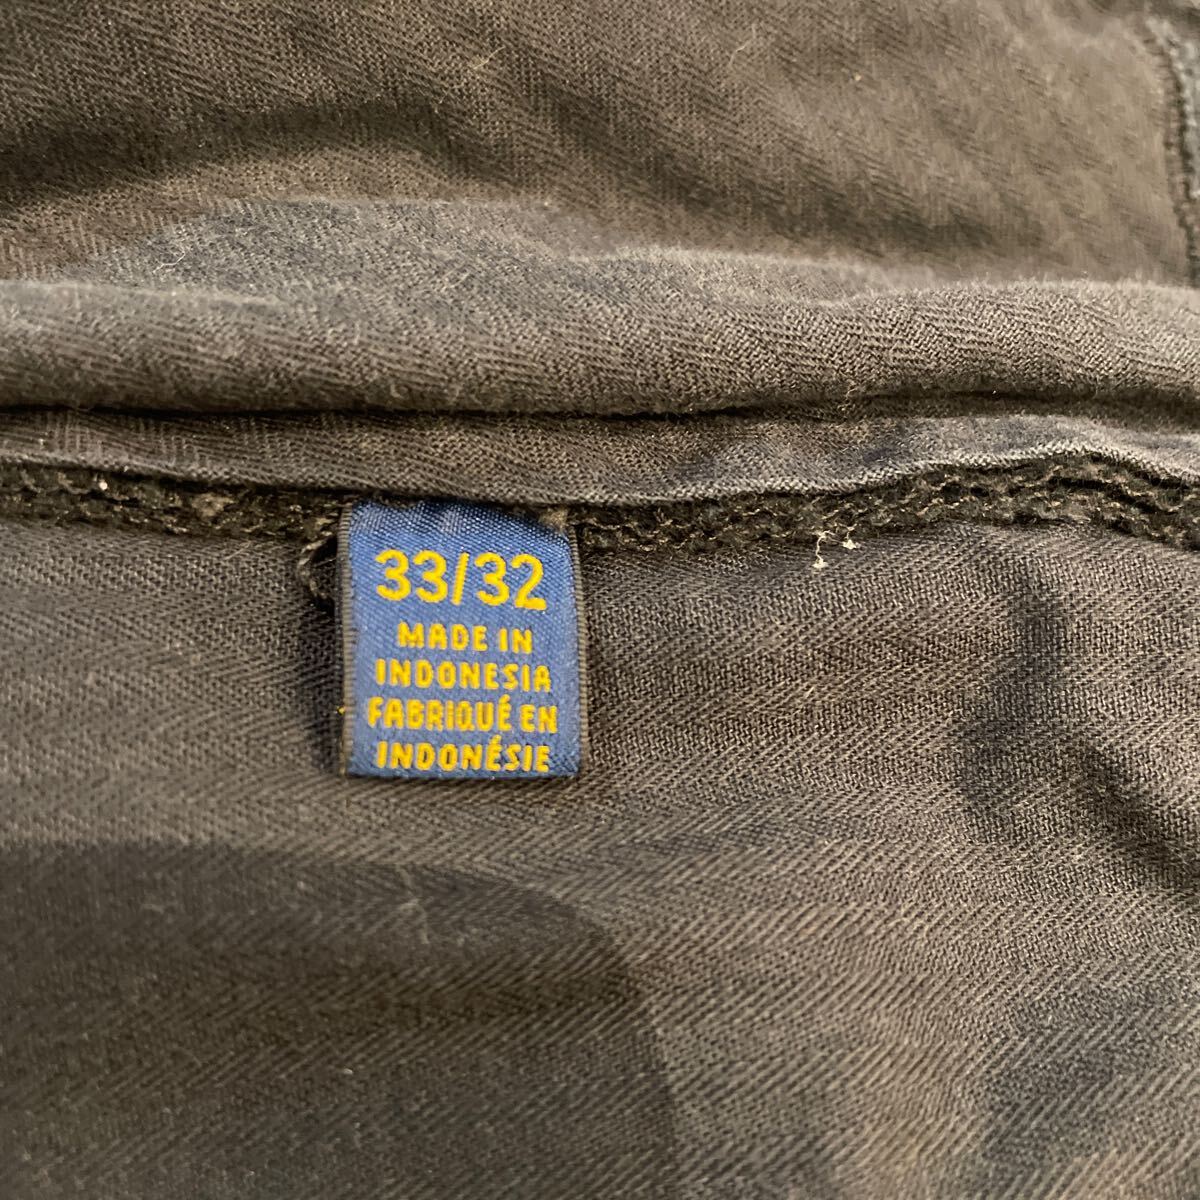 33/32
MADE IN
INDONESIA
FABRIQUÉ EN
INDONÉSIE